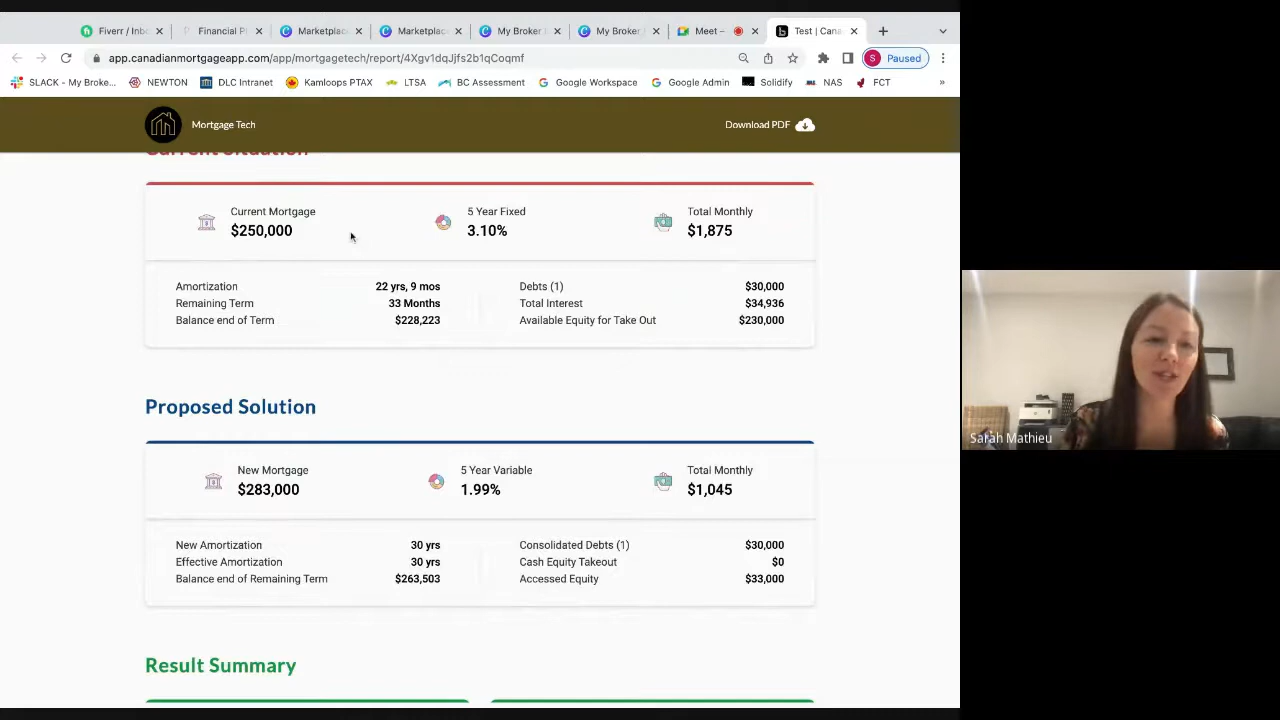 Fiverr / Inb
Financial P
Marketplac
Marketplac
My Broker
My Broker
Meet –
Test | Cana
app.canadianmortgageapp.com/app/mortgagetech/report/4Xgv1dqJjfs2b1qCoqmf
S Paused
SLACK - My Broke...
NEWTON
DLC Intranet
Kamloops PTAX
LTSA
BC Assessment
Google Workspace
Google Admin
Solidify
NAS
FCT
»
Mortgage Tech
Download PDF
Current Situation
Current Mortgage
$250,000
5 Year Fixed
3.10%
Total Monthly
$1,875
Amortization 22 yrs, 9 mos
Remaining Term 33 Months
Balance end of Term $228,223
Debts (1) $30,000
Total Interest $34,936
Available Equity for Take Out $230,000
Proposed Solution
New Mortgage
$283,000
5 Year Variable
1.99%
Total Monthly
$1,045
New Amortization 30 yrs
Effective Amortization 30 yrs
Balance end of Remaining Term $263,503
Consolidated Debts (1) $30,000
Cash Equity Takeout $0
Accessed Equity $33,000
Result Summary
Sarah Mathieu